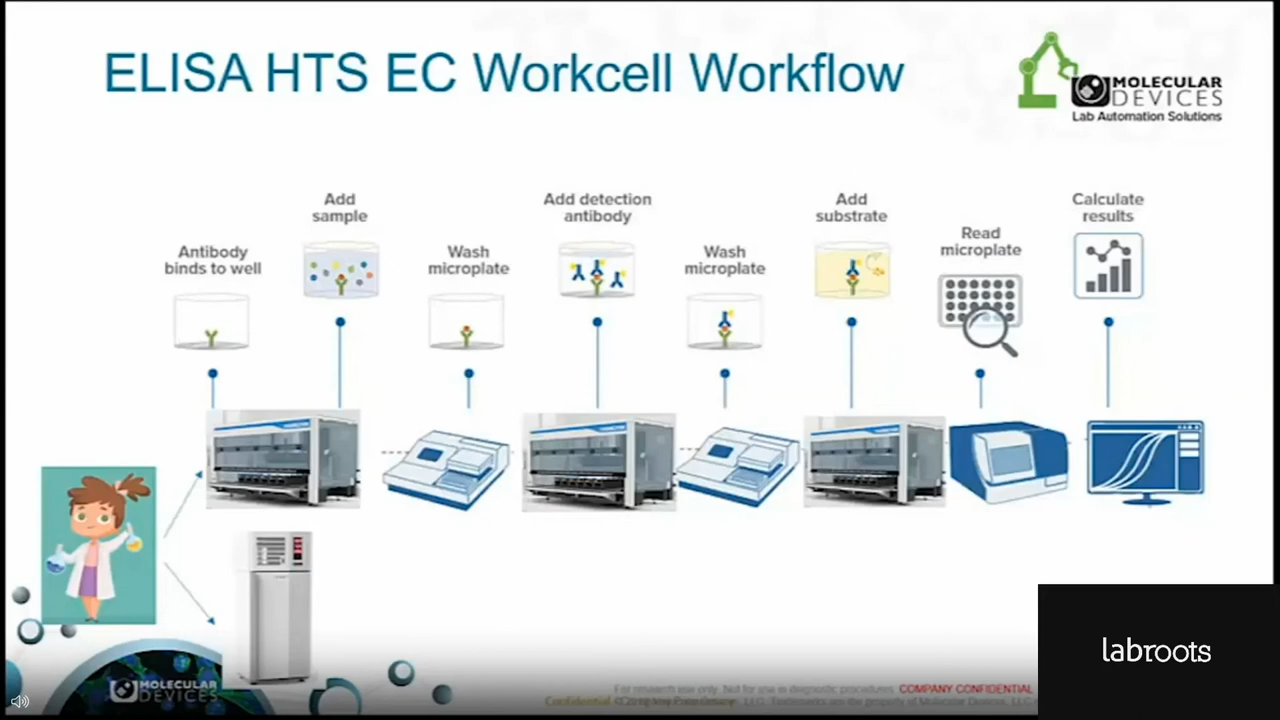 ELISA HTS EC Workcell Workflow
MOLECULAR
DEVICES
Lab Automation Solutions
Antibody
binds to well
Add
sample
Wash
microplate
Add detection
antibody
Wash
microplate
Add
substrate
Read
microplate
Calculate
results
labroots
MOLECULAR
DEVICES
For research use only. Not for use in diagnostic procedures. COMPANY CONFIDENTIAL